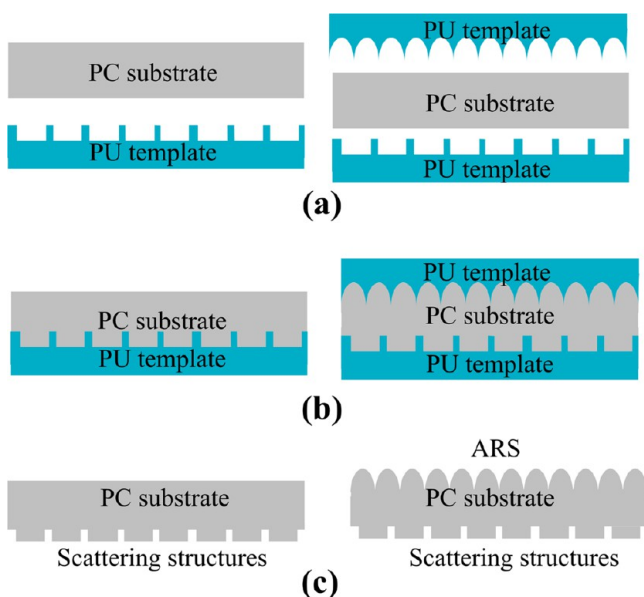 PU template
PC substrate
PC substrate
PU template
PU template
(a)
PU template
PC substrate
PC substrate
PU template
PU template
(b)
ARS
PC substrate
PC substrate
Scattering structures
Scattering structures
(c)